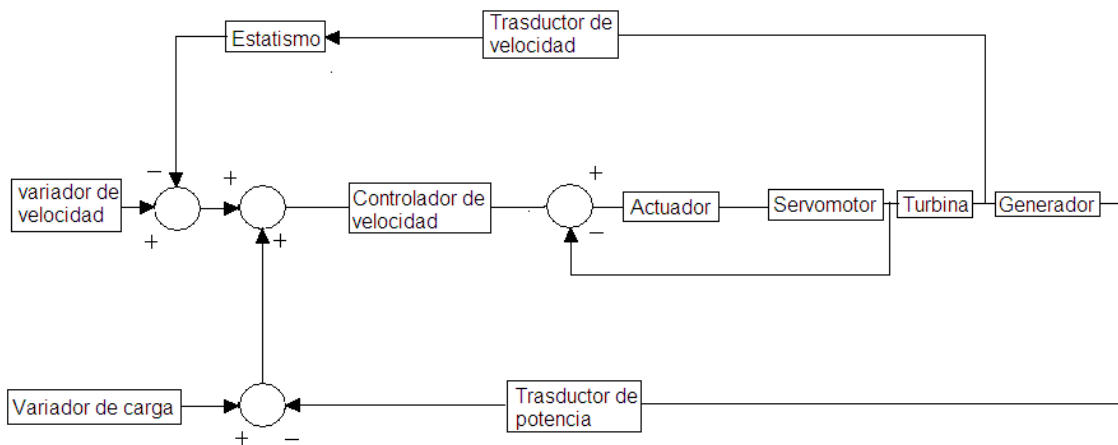 Estatismo
Trasductor de
velocidad
−
+
+
variador de
velocidad
Controlador de
velocidad
Actuador
Servomotor
Turbina
Generador
+
+
−
Variador de carga
Trasductor de
potencia
+
−